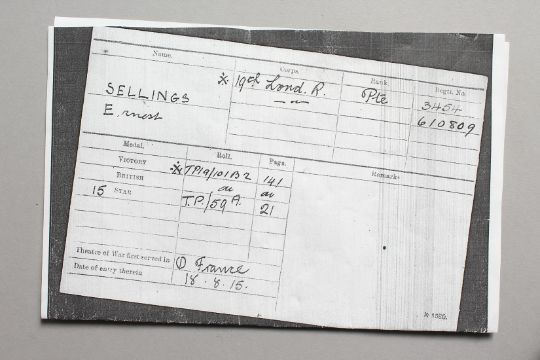 Name. Corps. Rank Regtl. No.
SELLINGS ※ 19th Lond. R. Pte 3454
E. rnest —"— 610809
Medal. Roll. Page. Remarks
VICTORY ※ TP19/101B2 141
BRITISH do do
15 STAR T.P./59 A. 21
Theatre of War first served in ① France
Date of entry therein 18.8.15.